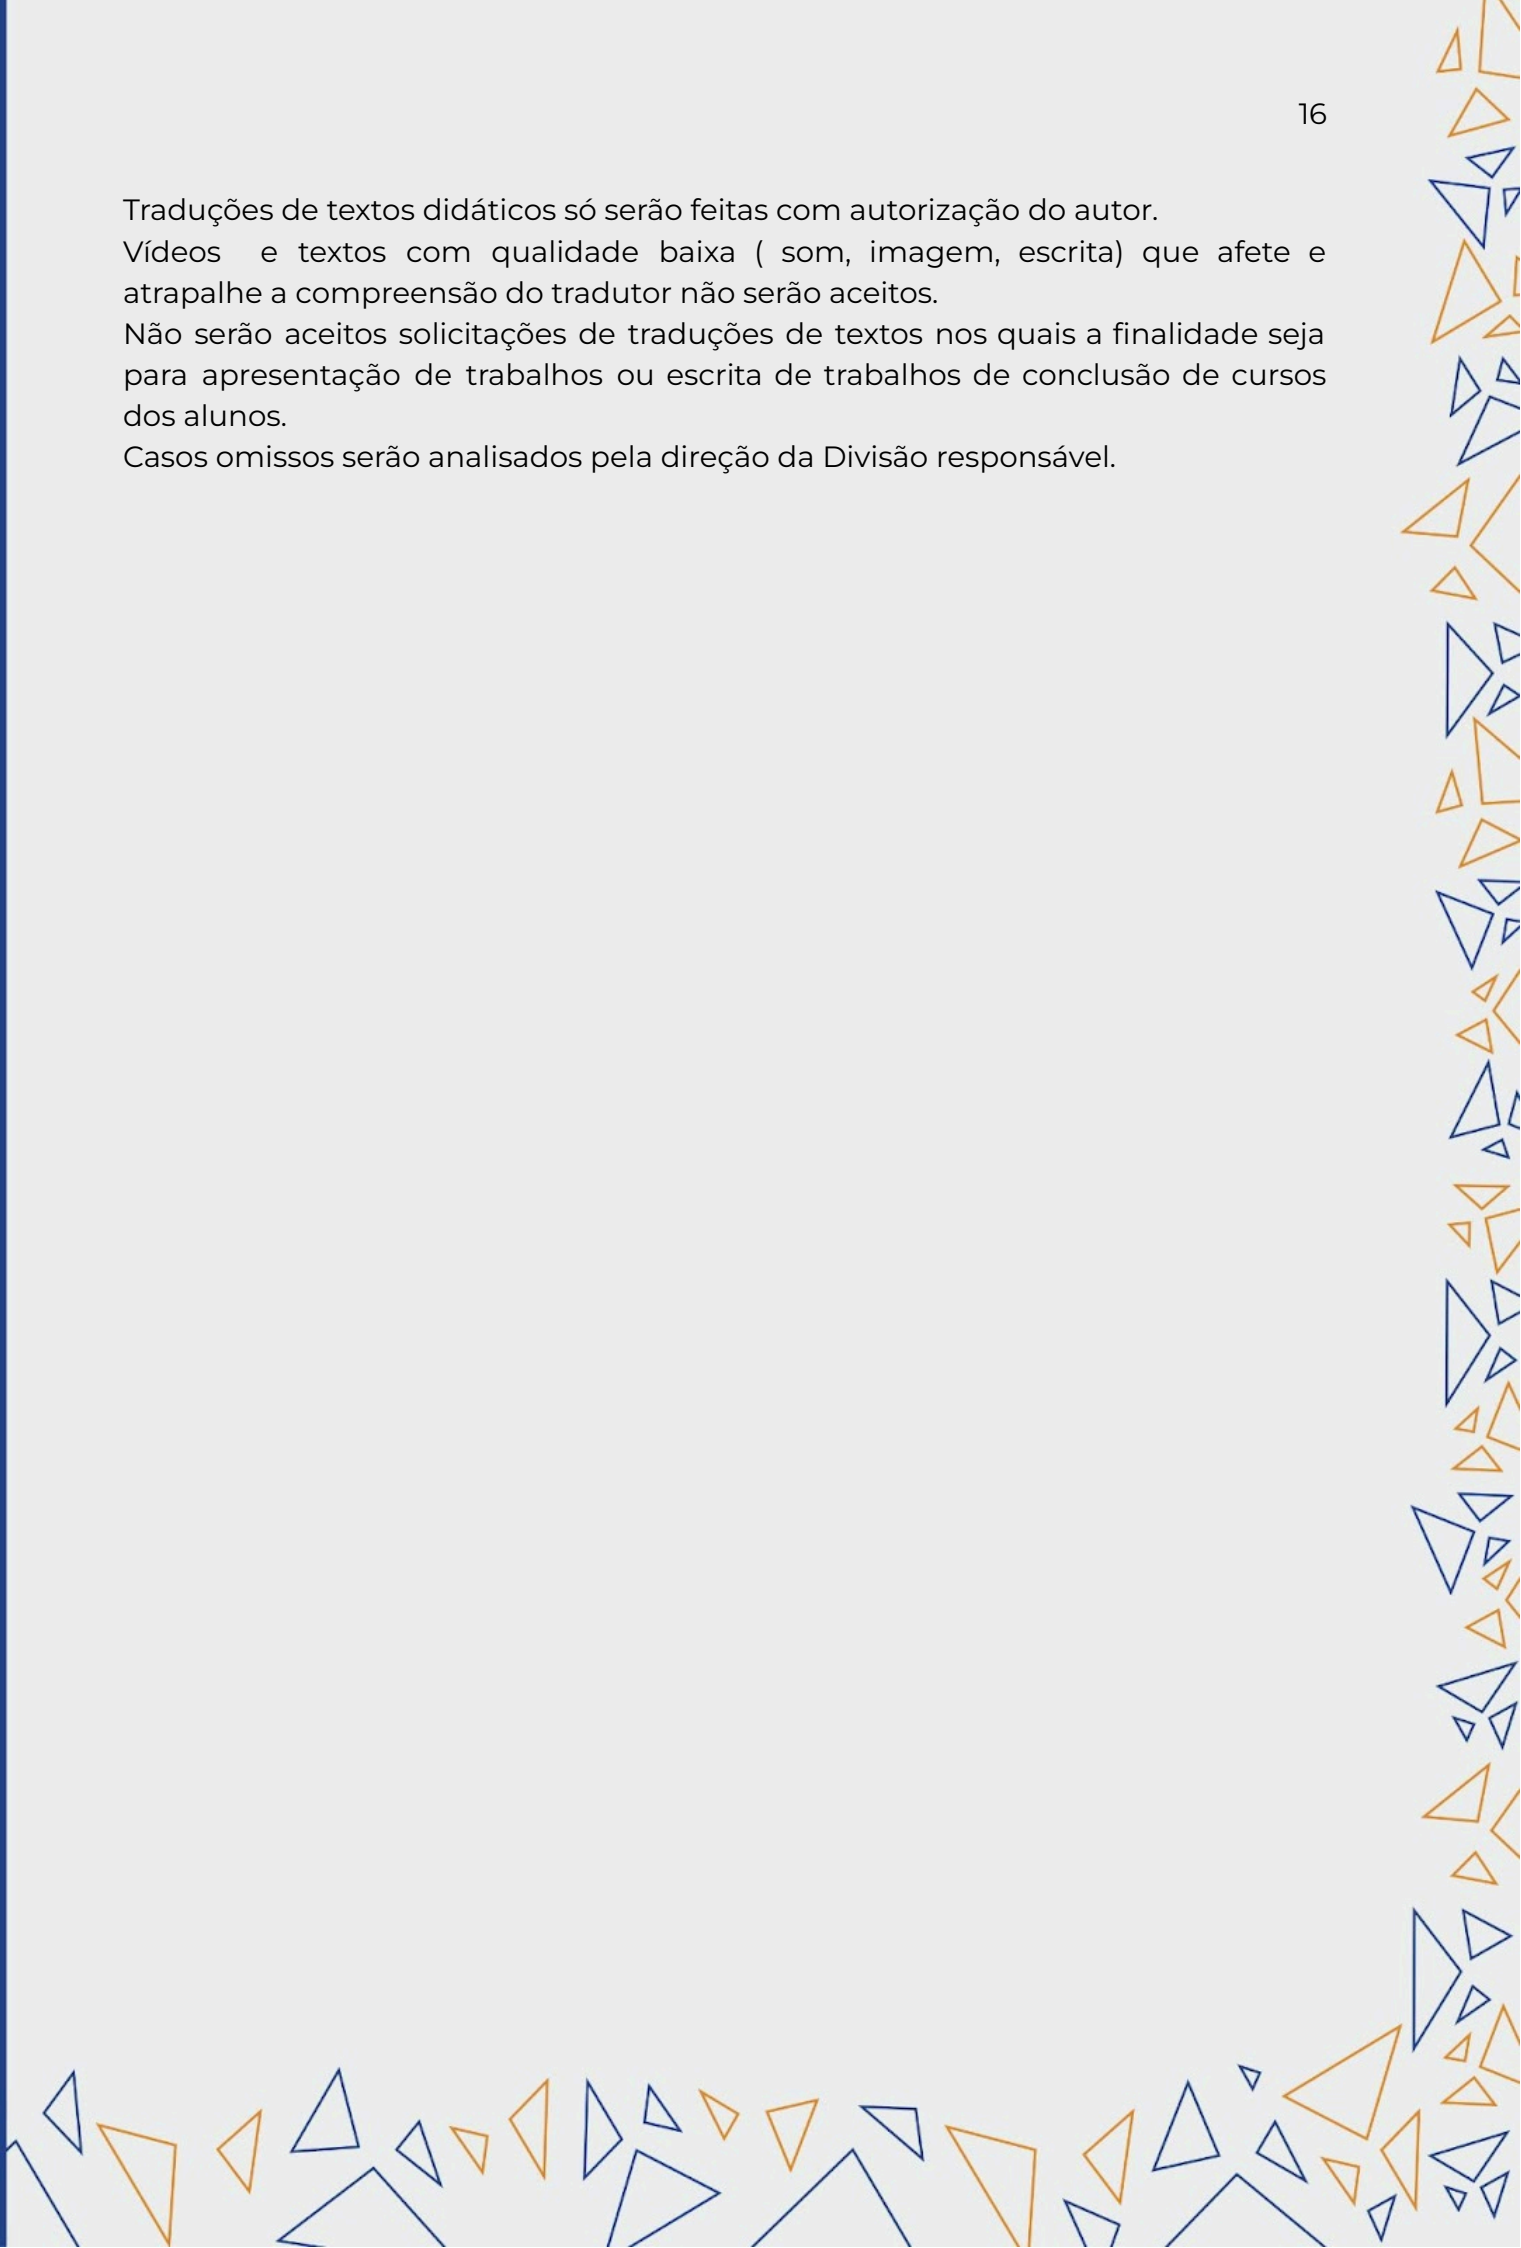 16
Traduções de textos didáticos só serão feitas com autorização do autor.
Vídeos e textos com qualidade baixa ( som, imagem, escrita) que afete e
atrapalhe a compreensão do tradutor não serão aceitos.
Não serão aceitos solicitações de traduções de textos nos quais a finalidade seja
para apresentação de trabalhos ou escrita de trabalhos de conclusão de cursos
dos alunos.
Casos omissos serão analisados pela direção da Divisão responsável.